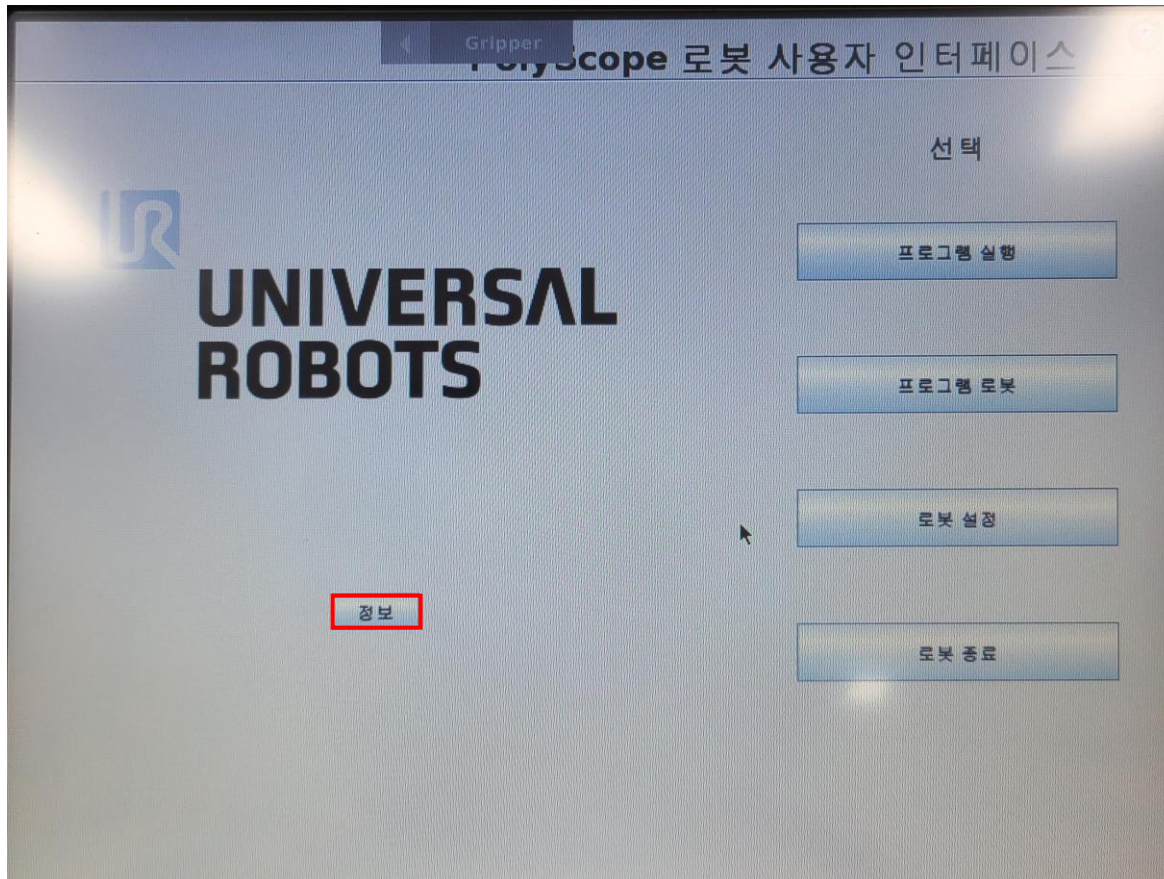 Gripper
PolyScope 로봇 사용자 인터페이스
선택
UR
UNIVERSAL
ROBOTS
프로그램 실행
프로그램 로봇
로봇 설정
정보
로봇 종료